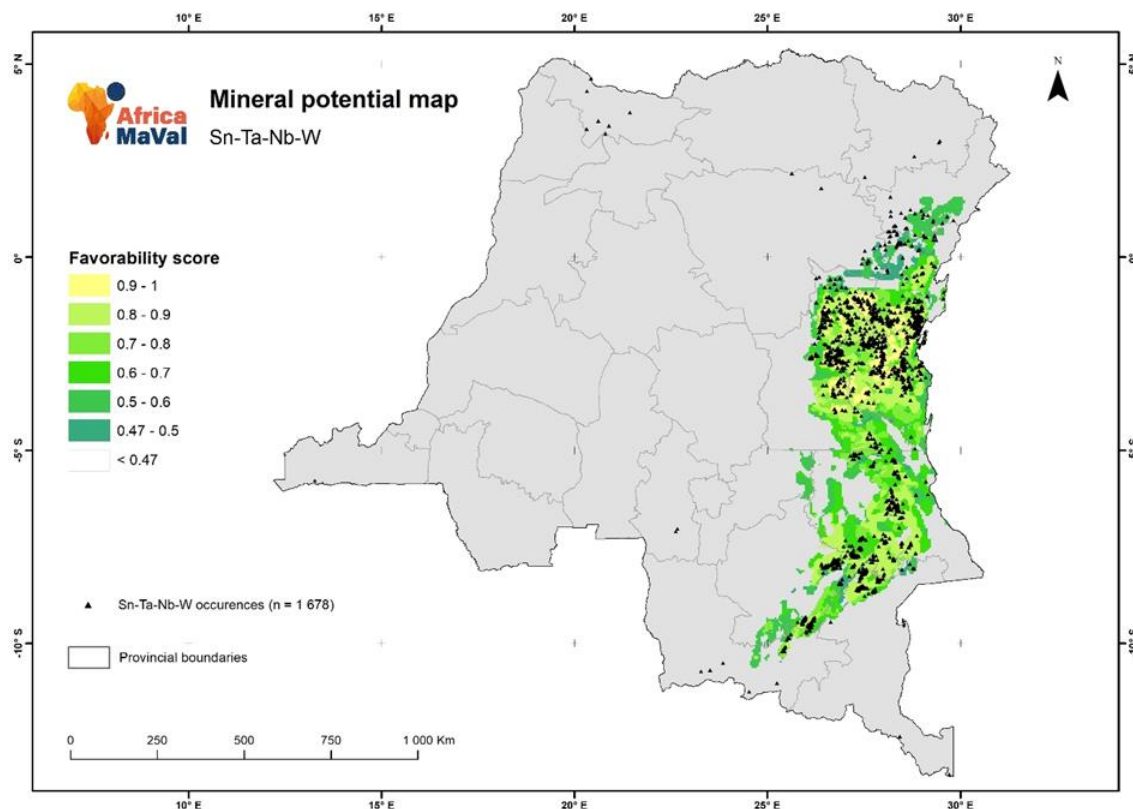 10° E 15° E 20° E 25° E 30° E
5° N
N
Africa
MaVal
Mineral potential map
Sn-Ta-Nb-W
Favorability score
0.9 - 1
0.8 - 0.9
0.7 - 0.8
0.6 - 0.7
0.5 - 0.6
0.47 - 0.5
< 0.47
0°
-5° S
Sn-Ta-Nb-W occurences (n = 1 678)
-10° S
Provincial boundaries
0 250 500 750 1 000 Km
10° E 15° E 20° E 25° E 30° E